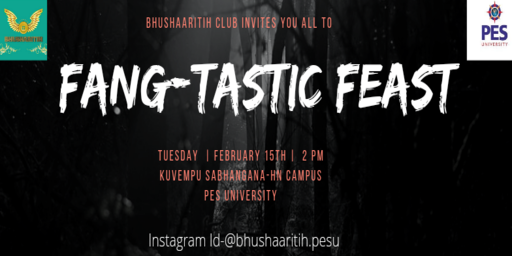 BHUSHAARITIH CLUB INVITES YOU ALL TO
PES
UNIVERSITY
FANG-TASTIC FEAST
TUESDAY | FEBRUARY 15TH | 2 PM
KUVEMPU SABHANGANA-HN CAMPUS
PES UNIVERSITY
Instagram Id-@bhushaaritih.pesu